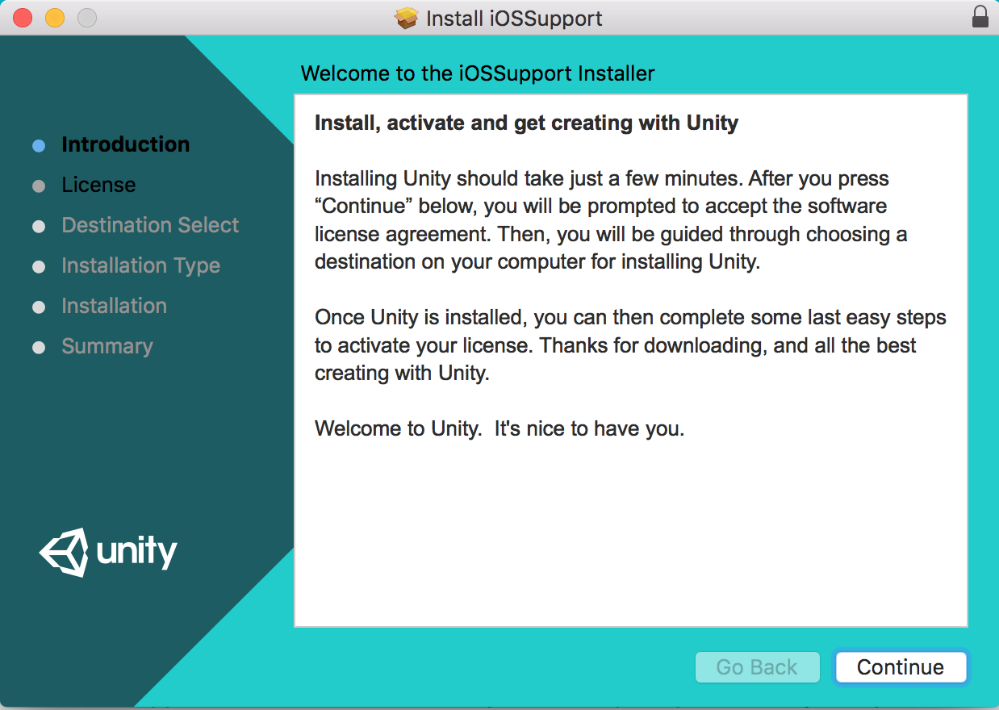 Install iOSSupport
Welcome to the iOSSupport Installer
Introduction
License
Destination Select
Installation Type
Installation
Summary
unity
Install, activate and get creating with Unity
Installing Unity should take just a few minutes. After you press
“Continue” below, you will be prompted to accept the software
license agreement. Then, you will be guided through choosing a
destination on your computer for installing Unity.
Once Unity is installed, you can then complete some last easy steps
to activate your license. Thanks for downloading, and all the best
creating with Unity.
Welcome to Unity.  It's nice to have you.
Go Back
Continue